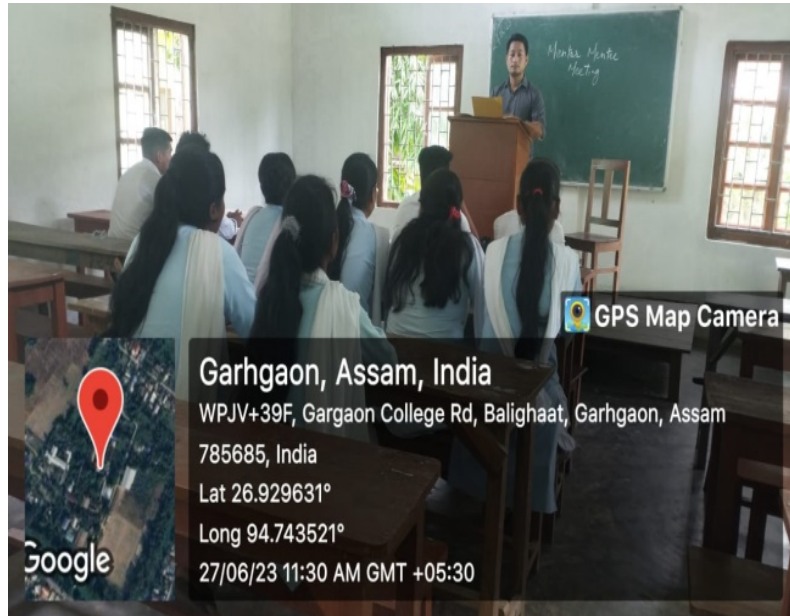 Mentor Mentee
Meeting
GPS Map Camera
Garhgaon, Assam, India
WPJV+39F, Gargaon College Rd, Balighaat, Garhgaon, Assam
785685, India
Lat 26.929631°
Long 94.743521°
27/06/23 11:30 AM GMT +05:30
Google